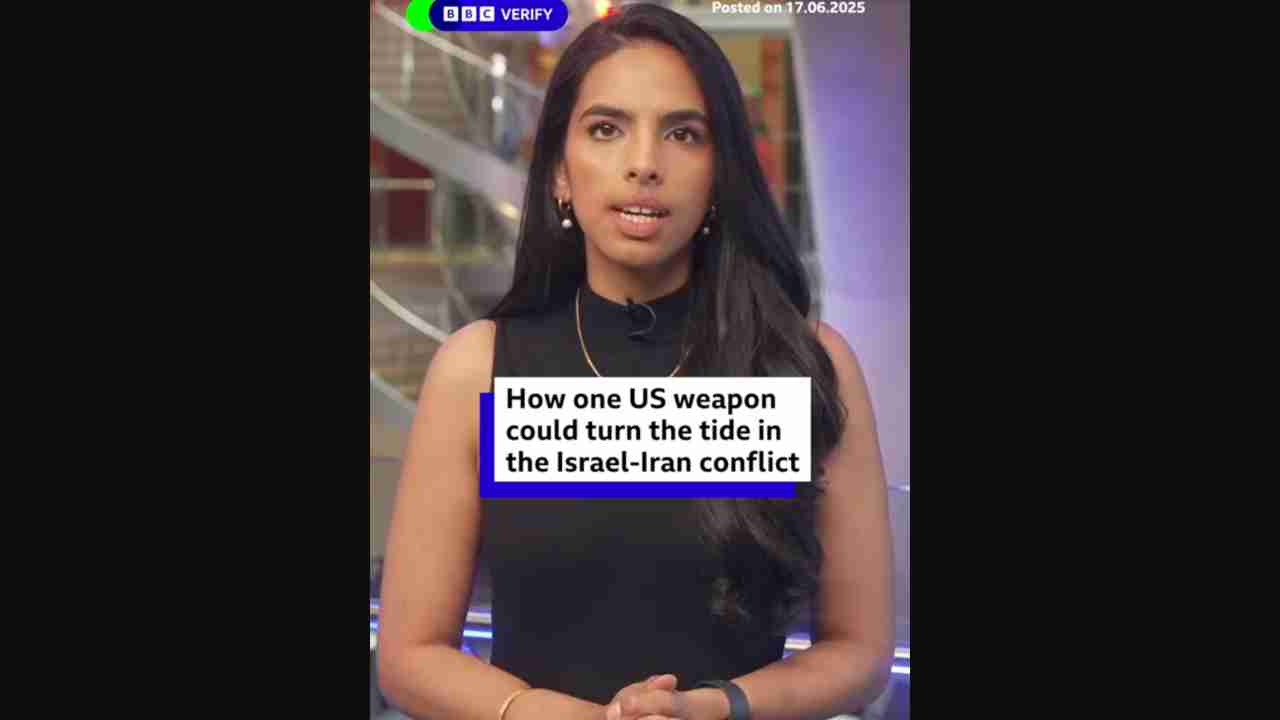 BBC VERIFY
Posted on 17.06.2025
How one US weapon
could turn the tide in
the Israel-Iran conflict